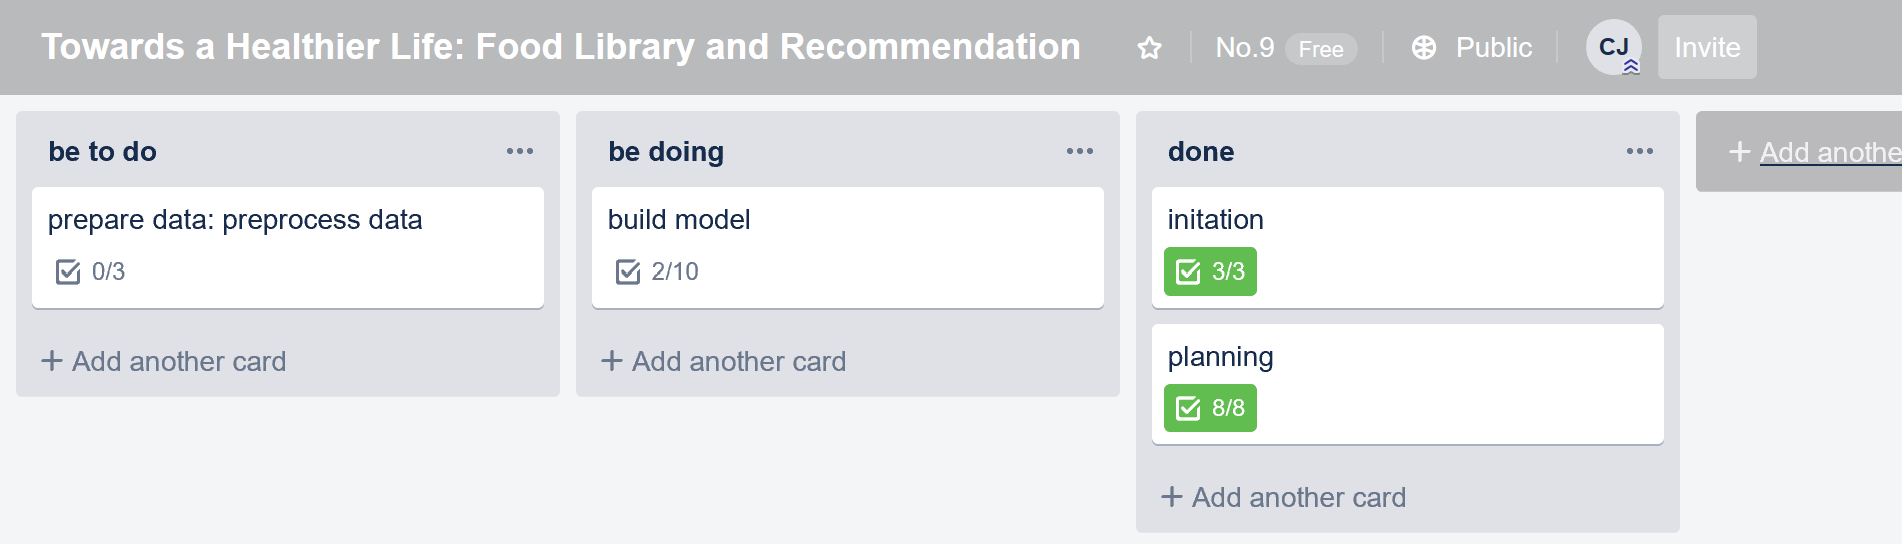 Towards a Healthier Life: Food Library and Recommendation No.9 Free Public CJ Invite
be to do
prepare data: preprocess data
0/3
+ Add another card
be doing
build model
2/10
+ Add another card
done
initation
3/3
planning
8/8
+ Add another card
+ Add anothe